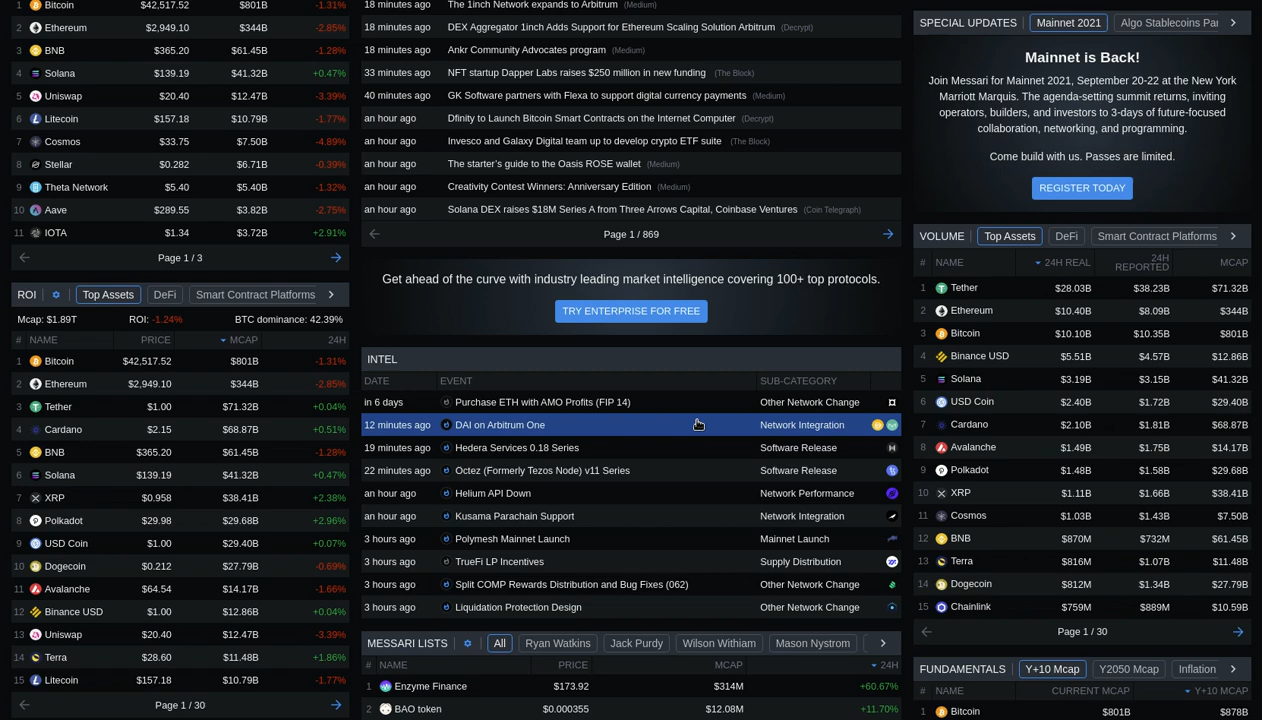 1 Bitcoin $42,517.52 $801B -1.31%
2 Ethereum $2,949.10 $344B -2.85%
3 BNB $365.20 $61.45B -1.28%
4 Solana $139.19 $41.32B +0.47%
5 Uniswap $20.40 $12.47B -3.39%
6 Litecoin $157.18 $10.79B -1.77%
7 Cosmos $33.75 $7.50B -4.89%
8 Stellar $0.282 $6.71B -0.39%
9 Theta Network $5.40 $5.40B -1.32%
10 Aave $289.55 $3.82B -2.75%
11 IOTA $1.34 $3.72B +2.91%
Page 1 / 3
ROI Top Assets DeFi Smart Contract Platforms
Mcap: $1.89T ROI: -1.24% BTC dominance: 42.39%
# NAME PRICE MCAP 24H
1 Bitcoin $42,517.52 $801B -1.31%
2 Ethereum $2,949.10 $344B -2.85%
3 Tether $1.00 $71.32B +0.04%
4 Cardano $2.15 $68.87B +0.51%
5 BNB $365.20 $61.45B -1.28%
6 Solana $139.19 $41.32B +0.47%
7 XRP $0.958 $38.41B +2.38%
8 Polkadot $29.98 $29.68B +2.96%
9 USD Coin $1.00 $29.40B +0.07%
10 Dogecoin $0.212 $27.79B -0.69%
11 Avalanche $64.54 $14.17B -1.66%
12 Binance USD $1.00 $12.86B +0.04%
13 Uniswap $20.40 $12.47B -3.39%
14 Terra $28.60 $11.48B +1.86%
15 Litecoin $157.18 $10.79B -1.77%
Page 1 / 30
18 minutes ago The 1inch Network expands to Arbitrum (Medium)
18 minutes ago DEX Aggregator 1inch Adds Support for Ethereum Scaling Solution Arbitrum (Decrypt)
18 minutes ago Ankr Community Advocates program (Medium)
33 minutes ago NFT startup Dapper Labs raises $250 million in new funding (The Block)
40 minutes ago GK Software partners with Flexa to support digital currency payments (Medium)
an hour ago Dfinity to Launch Bitcoin Smart Contracts on the Internet Computer (Decrypt)
an hour ago Invesco and Galaxy Digital team up to develop crypto ETF suite (The Block)
an hour ago The starter's guide to the Oasis ROSE wallet (Medium)
an hour ago Creativity Contest Winners: Anniversary Edition (Medium)
an hour ago Solana DEX raises $18M Series A from Three Arrows Capital, Coinbase Ventures (Coin Telegraph)
Page 1 / 869
Get ahead of the curve with industry leading market intelligence covering 100+ top protocols.
TRY ENTERPRISE FOR FREE
INTEL
DATE EVENT SUB-CATEGORY
in 6 days Purchase ETH with AMO Profits (FIP 14) Other Network Change
12 minutes ago DAI on Arbitrum One Network Integration
19 minutes ago Hedera Services 0.18 Series Software Release
22 minutes ago Octez (Formerly Tezos Node) v11 Series Software Release
an hour ago Helium API Down Network Performance
an hour ago Kusama Parachain Support Network Integration
3 hours ago Polymesh Mainnet Launch Mainnet Launch
3 hours ago TrueFi LP Incentives Supply Distribution
3 hours ago Split COMP Rewards Distribution and Bug Fixes (062) Other Network Change
3 hours ago Liquidation Protection Design Other Network Change
MESSARI LISTS All Ryan Watkins Jack Purdy Wilson Withiam Mason Nystrom
# NAME PRICE MCAP 24H
1 Enzyme Finance $173.92 $314M +60.67%
2 BAO token $0.000355 $12.08M +11.70%
SPECIAL UPDATES Mainnet 2021 Algo Stablecoins Par
Mainnet is Back!
Join Messari for Mainnet 2021, September 20-22 at the New York
Marriott Marquis. The agenda-setting summit returns, inviting
operators, builders, and investors to 3-days of future-focused
collaboration, networking, and programming.
Come build with us. Passes are limited.
REGISTER TODAY
VOLUME Top Assets DeFi Smart Contract Platforms
# NAME 24H REAL 24H REPORTED MCAP
1 Tether $28.03B $38.23B $71.32B
2 Ethereum $10.40B $8.09B $344B
3 Bitcoin $10.10B $10.35B $801B
4 Binance USD $5.51B $4.57B $12.86B
5 Solana $3.19B $3.15B $41.32B
6 USD Coin $2.40B $1.72B $29.40B
7 Cardano $2.10B $1.81B $68.87B
8 Avalanche $1.49B $1.75B $14.17B
9 Polkadot $1.48B $1.58B $29.68B
10 XRP $1.11B $1.66B $38.41B
11 Cosmos $1.03B $1.43B $7.50B
12 BNB $870M $732M $61.45B
13 Terra $816M $1.07B $11.48B
14 Dogecoin $812M $1.34B $27.79B
15 Chainlink $759M $889M $10.59B
Page 1 / 30
FUNDAMENTALS Y+10 Mcap Y2050 Mcap Inflation
# NAME CURRENT MCAP Y+10 MCAP
1 Bitcoin $801B $878B